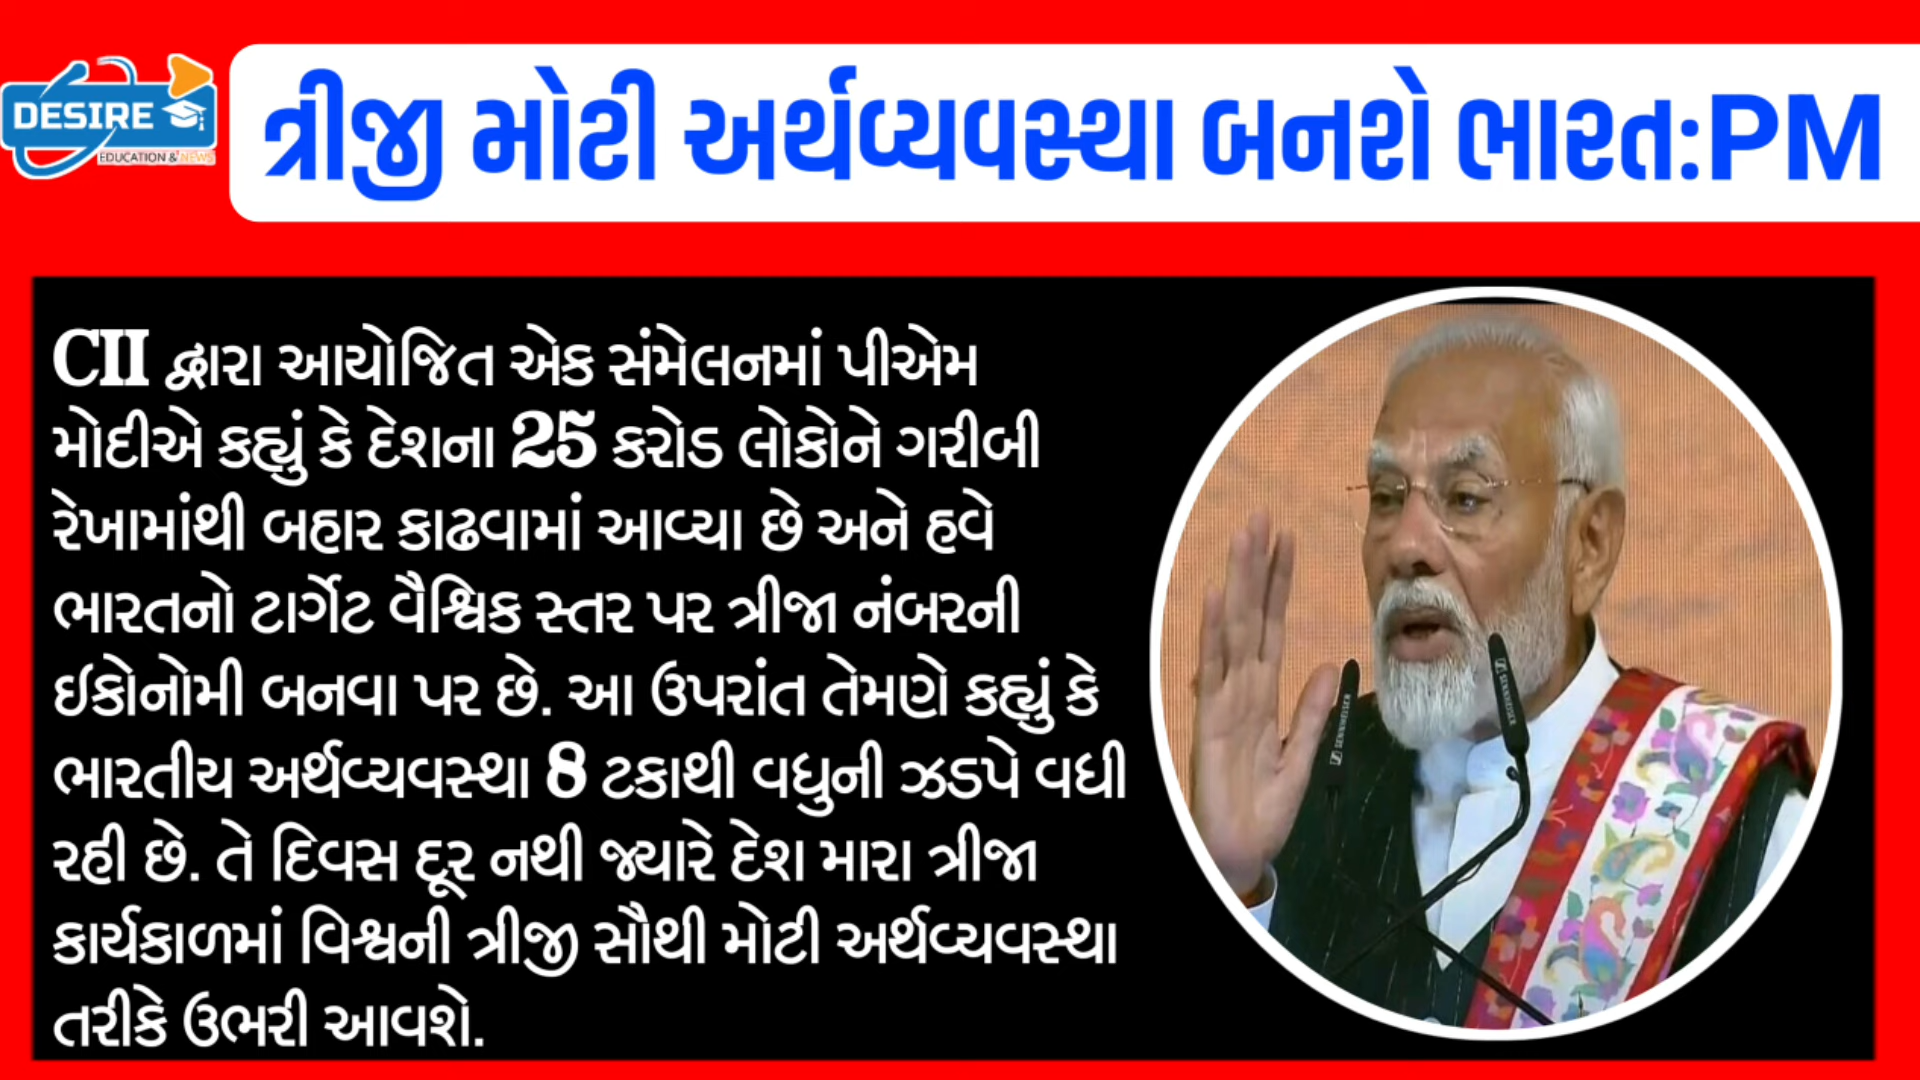 DESIRE
EDUCATION & NEWS
ત્રીજી મોટી અર્થવ્યવસ્થા બનશે ભારત:PM
CII દ્વારા આયોજિત એક સંમેલનમાં પીએમ
મોદીએ કહ્યું કે દેશના 25 કરોડ લોકોને ગરીબી
રેખામાંથી બહાર કાઢવામાં આવ્યા છે અને હવે
ભારતનો ટાર્ગેટ વૈશ્વિક સ્તર પર ત્રીજા નંબરની
ઈકોનોમી બનવા પર છે. આ ઉપરાંત તેમણે કહ્યું કે
ભારતીય અર્થવ્યવસ્થા 8 ટકાથી વધુની ઝડપે વધી
રહી છે. તે દિવસ દૂર નથી જ્યારે દેશ મારા ત્રીજા
કાર્યકાળમાં વિશ્વની ત્રીજી સૌથી મોટી અર્થવ્યવસ્થા
તરીકે ઉભરી આવશે.
SENNHEISER
SENNHEISER